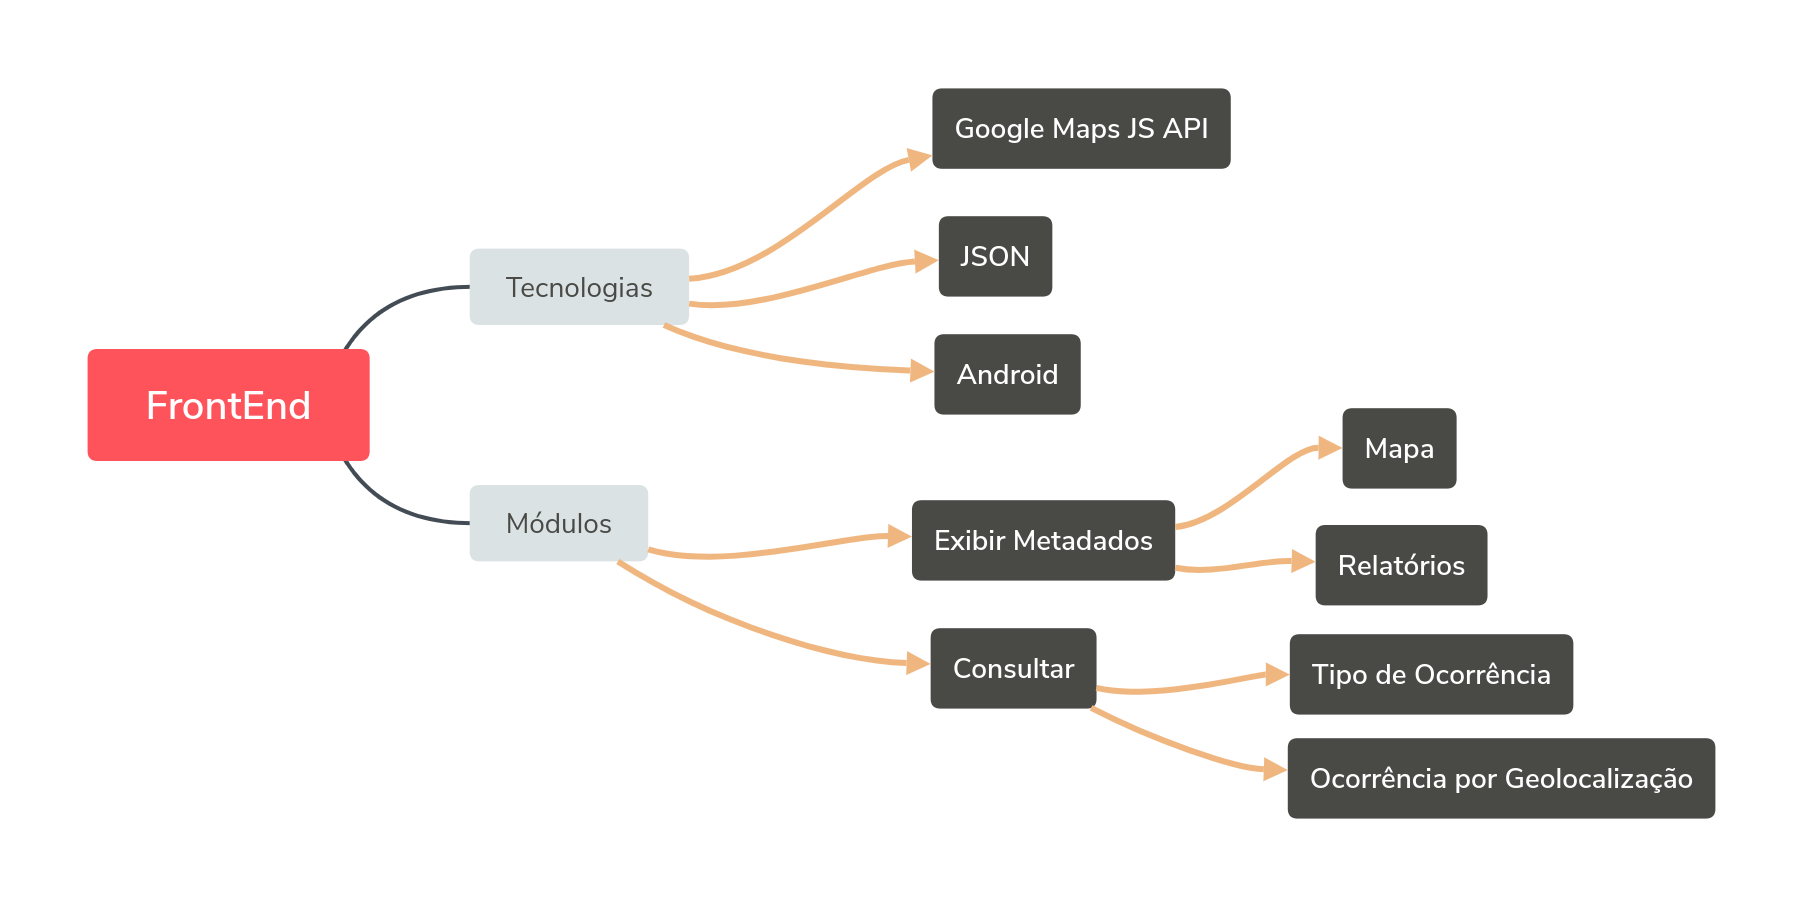 FrontEnd
Tecnologias
Google Maps JS API
JSON
Android
Módulos
Exibir Metadados
Mapa
Relatórios
Consultar
Tipo de Ocorrência
Ocorrência por Geolocalização